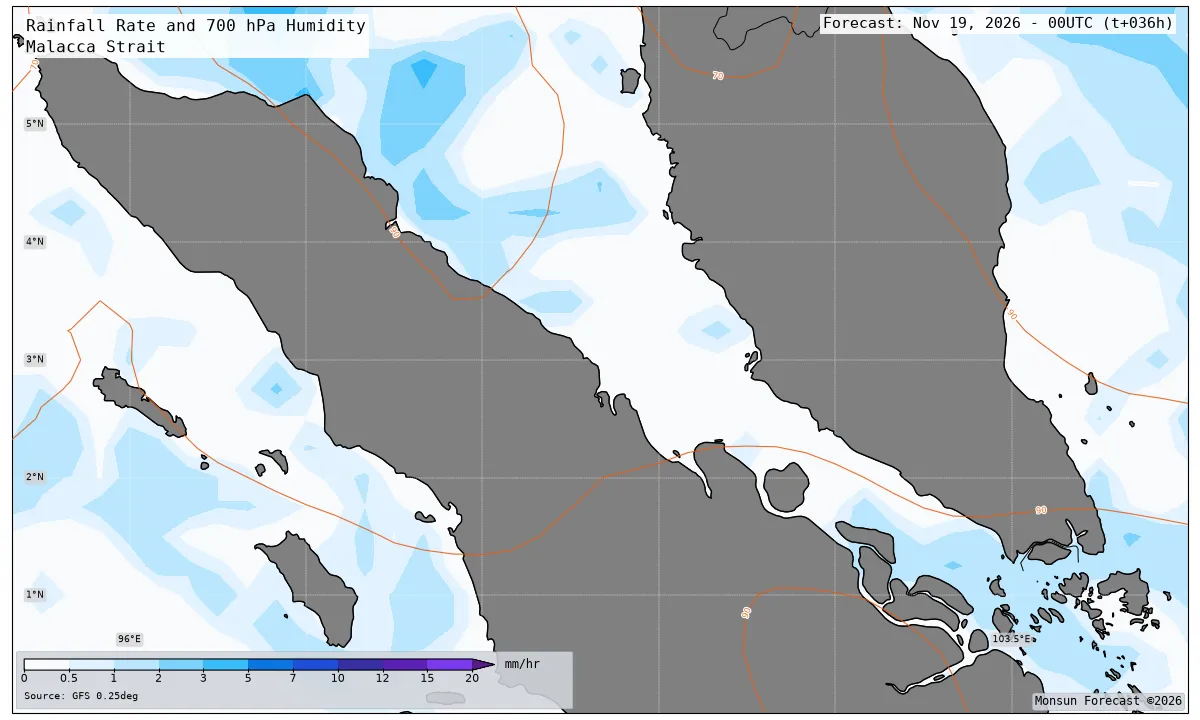 Rainfall Rate and 700 hPa Humidity
Malacca Strait
Forecast: Nov 19, 2026 - 00UTC (t+036h)
70
70
5°N
4°N
90
90
3°N
2°N
90
1°N
90
96°E
103.5°E
mm/hr
0 0.5 1 2 3 5 7 10 12 15 20
Source: GFS 0.25deg
Monsun Forecast ©2026